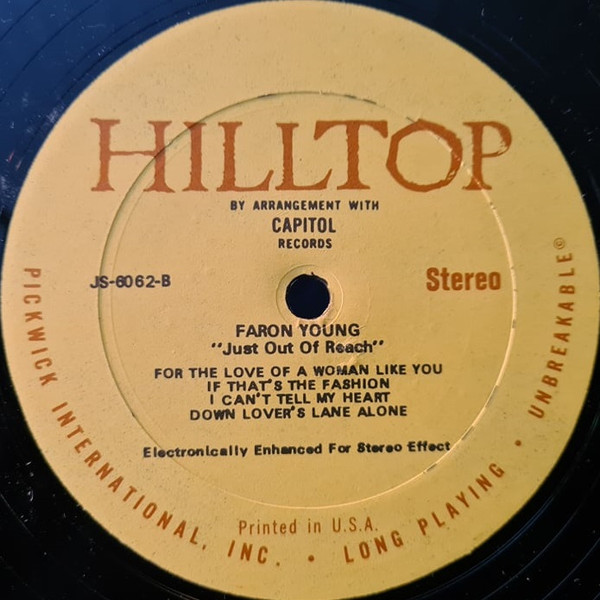 HILLTOP
BY ARRANGEMENT WITH
CAPITOL
RECORDS
JS-6062-B
Stereo
FARON YOUNG
"Just Out Of Reach"
FOR THE LOVE OF A WOMAN LIKE YOU
IF THAT'S THE FASHION
I CAN'T TELL MY HEART
DOWN LOVER'S LANE ALONE
Electronically Enhanced For Stereo Effect
Printed in U.S.A.
PICKWICK INTERNATIONAL, INC. • LONG PLAYING • UNBREAKABLE©